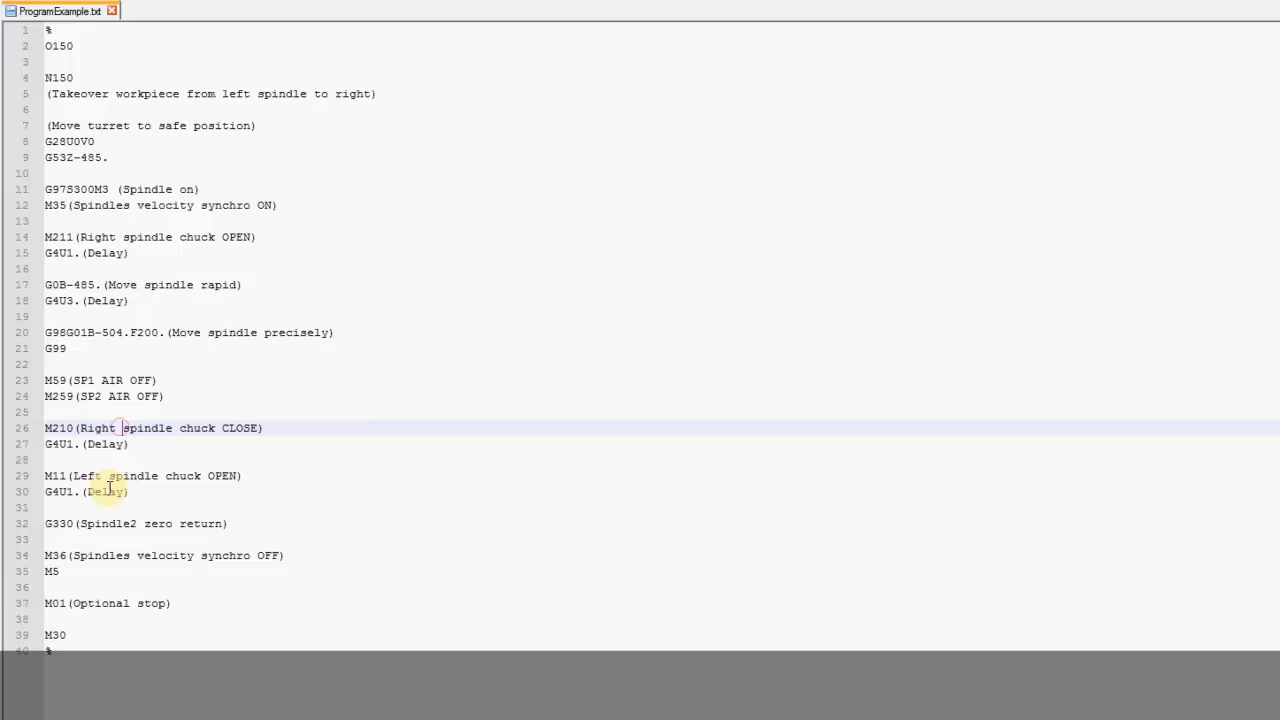 ProgramExample.txt
1 %
2 O150
3
4 N150
5 (Takeover workpiece from left spindle to right)
6
7 (Move turret to safe position)
8 G28U0V0
9 G53Z-485.
10
11 G97S300M3 (Spindle on)
12 M35(Spindles velocity synchro ON)
13
14 M211(Right spindle chuck OPEN)
15 G4U1.(Delay)
16
17 G0B-485.(Move spindle rapid)
18 G4U3.(Delay)
19
20 G98G01B-504.F200.(Move spindle precisely)
21 G99
22
23 M59(SP1 AIR OFF)
24 M259(SP2 AIR OFF)
25
26 M210(Right spindle chuck CLOSE)
27 G4U1.(Delay)
28
29 M11(Left spindle chuck OPEN)
30 G4U1.(Delay)
31
32 G330(Spindle2 zero return)
33
34 M36(Spindles velocity synchro OFF)
35 M5
36
37 M01(Optional stop)
38
39 M30
40 %